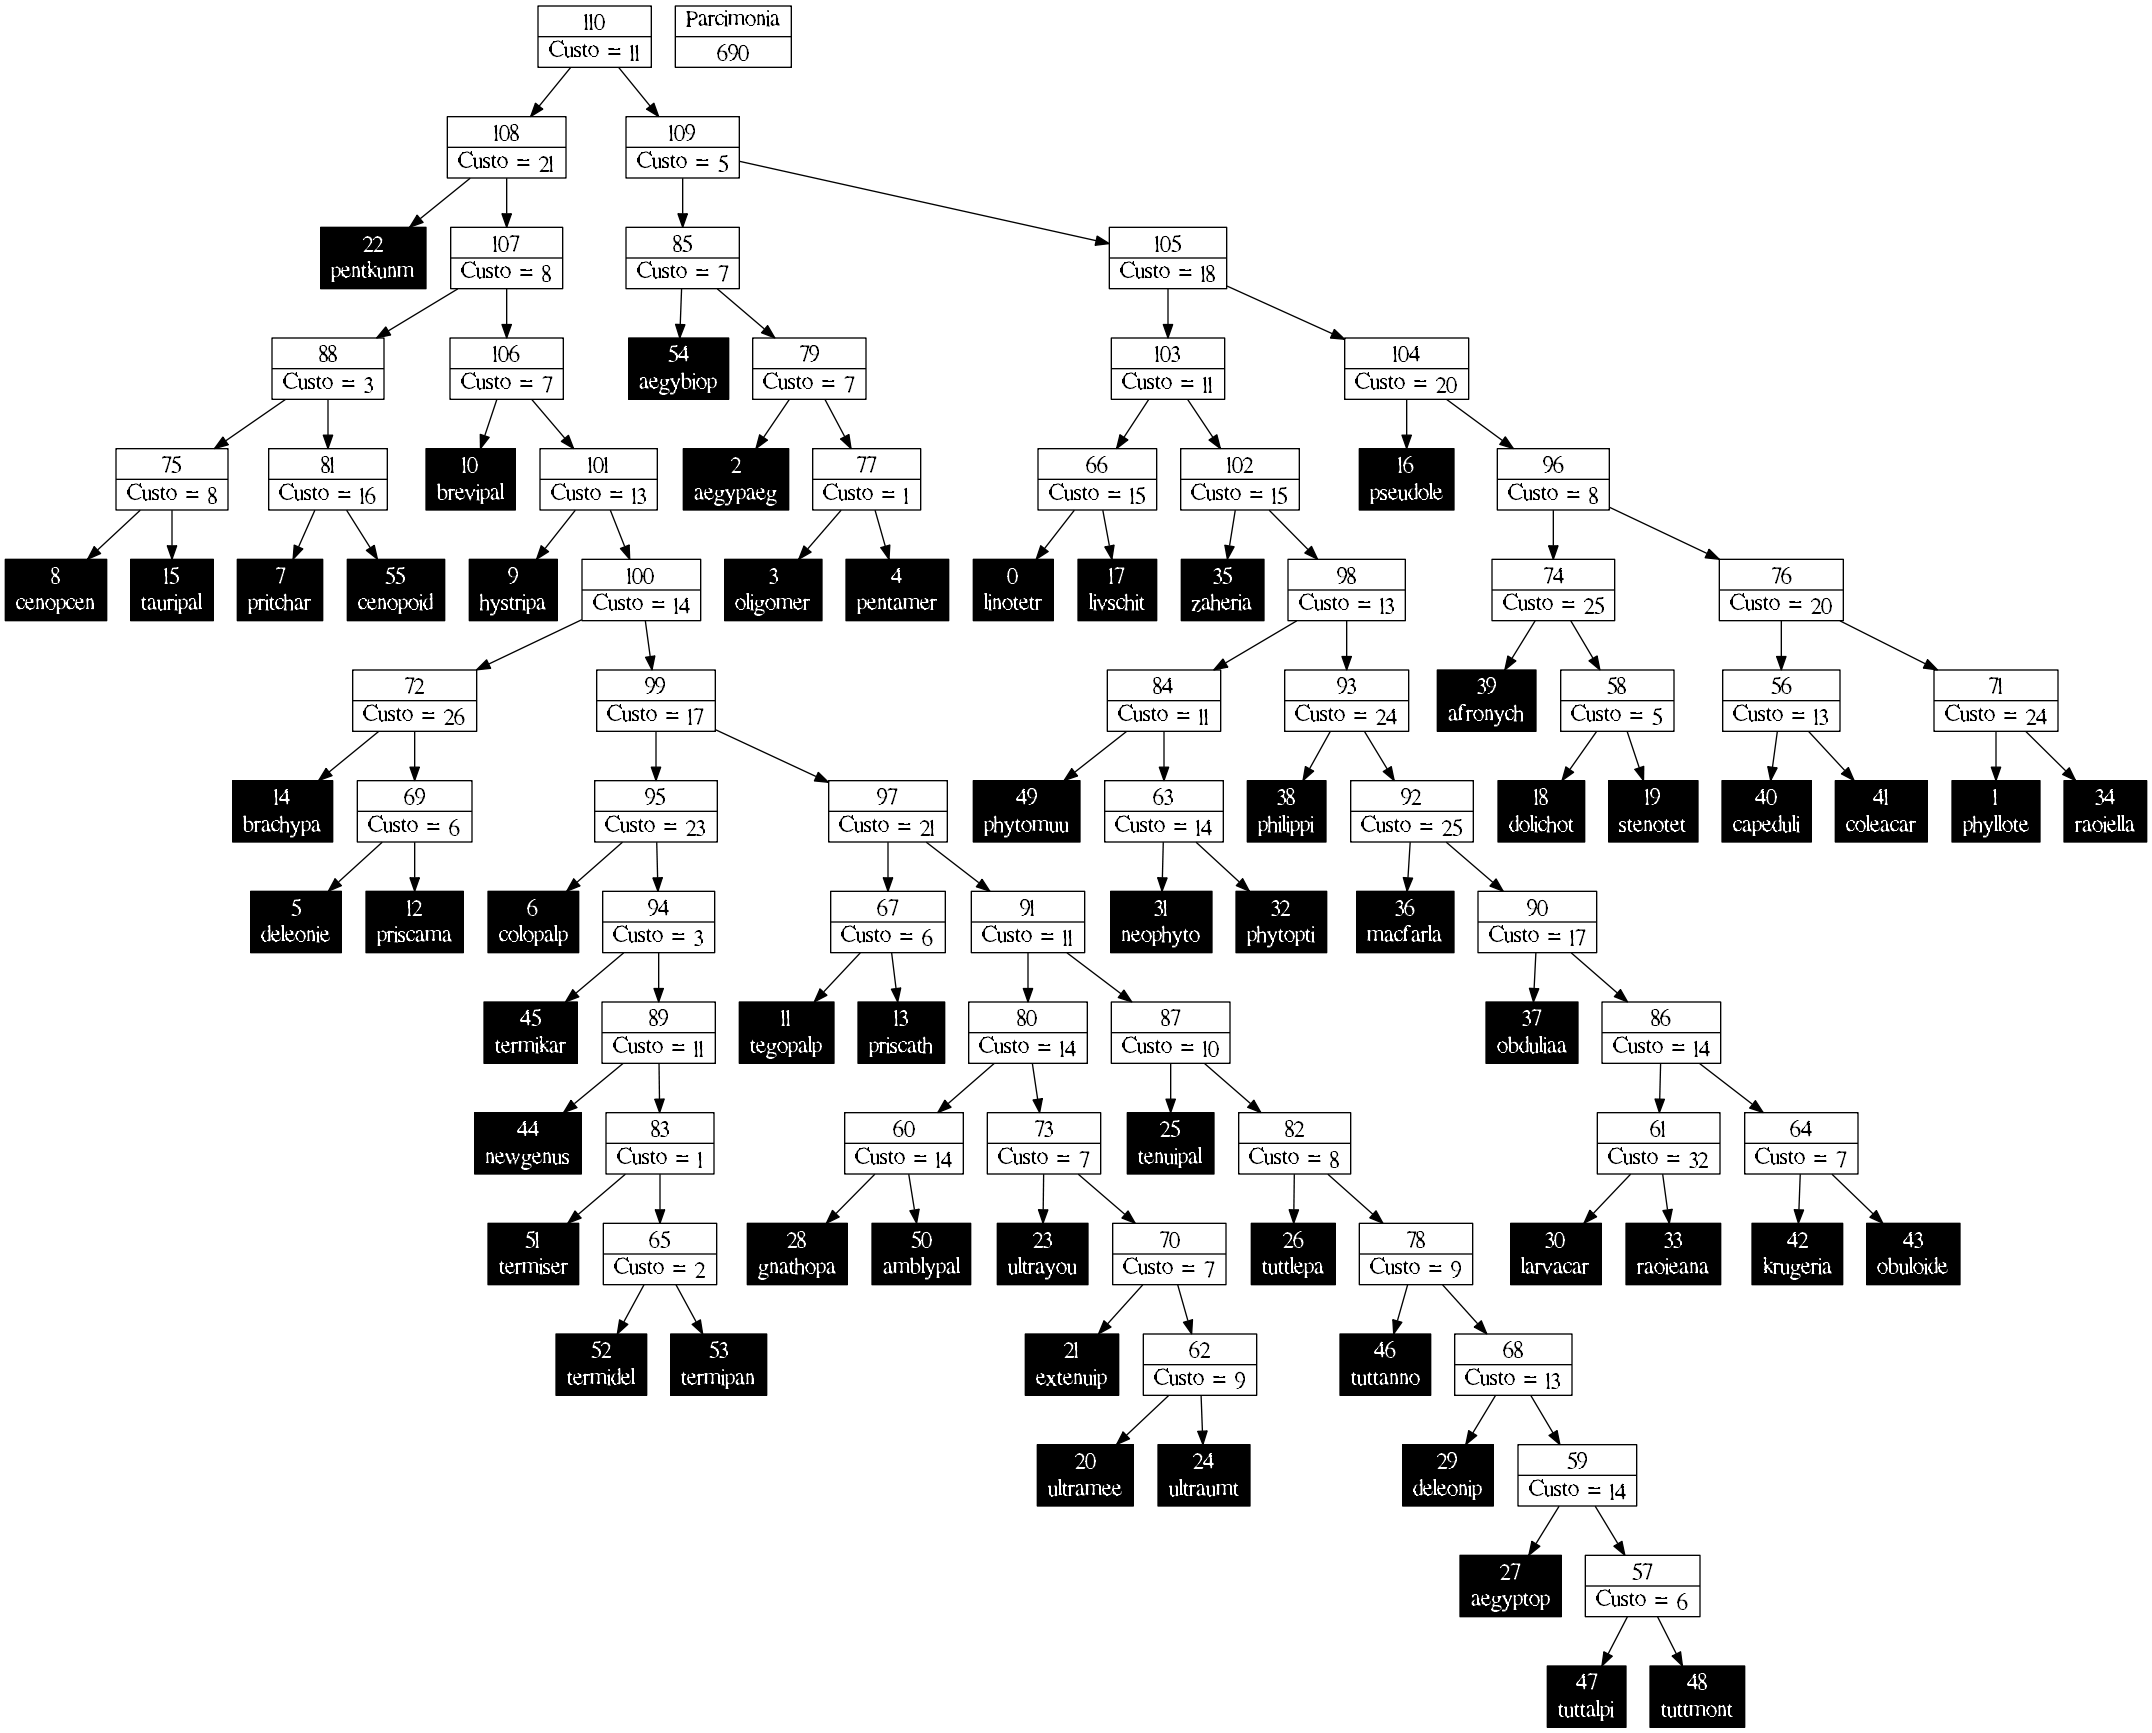 110
Custo = 11
Parcimonia
690
108
Custo = 21
109
Custo = 5
22
pentkunm
107
Custo = 8
85
Custo = 7
105
Custo = 18
88
Custo = 3
106
Custo = 7
54
aegybiop
79
Custo = 7
103
Custo = 11
104
Custo = 20
75
Custo = 8
81
Custo = 16
10
brevipal
101
Custo = 13
2
aegypaeg
77
Custo = 1
66
Custo = 15
102
Custo = 15
16
pseudole
96
Custo = 8
8
cenopcen
15
tauripal
7
pritchar
55
cenopoid
9
hystripa
100
Custo = 14
3
oligomer
4
pentamer
0
linotetr
17
livschit
35
zaheria
98
Custo = 13
74
Custo = 25
76
Custo = 20
72
Custo = 26
99
Custo = 17
84
Custo = 11
93
Custo = 24
39
afronych
58
Custo = 5
56
Custo = 13
71
Custo = 24
14
brachypa
69
Custo = 6
95
Custo = 23
97
Custo = 21
49
phytomuu
63
Custo = 14
38
philippi
92
Custo = 25
18
dolichot
19
stenotet
40
capeduli
41
coleacar
1
phyllote
34
raoiella
5
deleonie
12
priscama
6
colopalp
94
Custo = 3
67
Custo = 6
91
Custo = 11
31
neophyto
32
phytopti
36
macfarla
90
Custo = 17
45
termikar
89
Custo = 11
11
tegopalp
13
priscath
80
Custo = 14
87
Custo = 10
37
obduliaa
86
Custo = 14
44
newgenus
83
Custo = 1
60
Custo = 14
73
Custo = 7
25
tenuipal
82
Custo = 8
61
Custo = 32
64
Custo = 7
51
termiser
65
Custo = 2
28
gnathopa
50
amblypal
23
ultrayou
70
Custo = 7
26
tuttlepa
78
Custo = 9
30
larvacar
33
raoieana
42
krugeria
43
obuloide
52
termidel
53
termipan
21
extenuip
62
Custo = 9
46
tuttanno
68
Custo = 13
20
ultramee
24
ultraumt
29
deleonip
59
Custo = 14
27
aegyptop
57
Custo = 6
47
tuttalpi
48
tuttmont